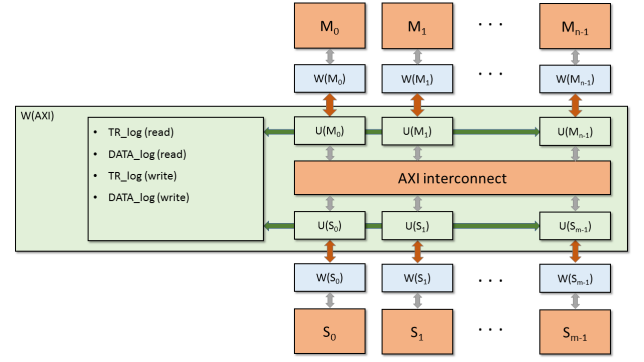 M₀ M₁ · · · Mₙ₋₁
W(M₀) W(M₁) · · · W(Mₙ₋₁)
W(AXI)
• TR_log (read)
• DATA_log (read)
• TR_log (write)
• DATA_log (write)
U(M₀) U(M₁) U(Mₙ₋₁)
AXI interconnect
U(S₀) U(S₁) U(Sₘ₋₁)
W(S₀) W(S₁) · · · W(Sₘ₋₁)
S₀ S₁ · · · Sₘ₋₁